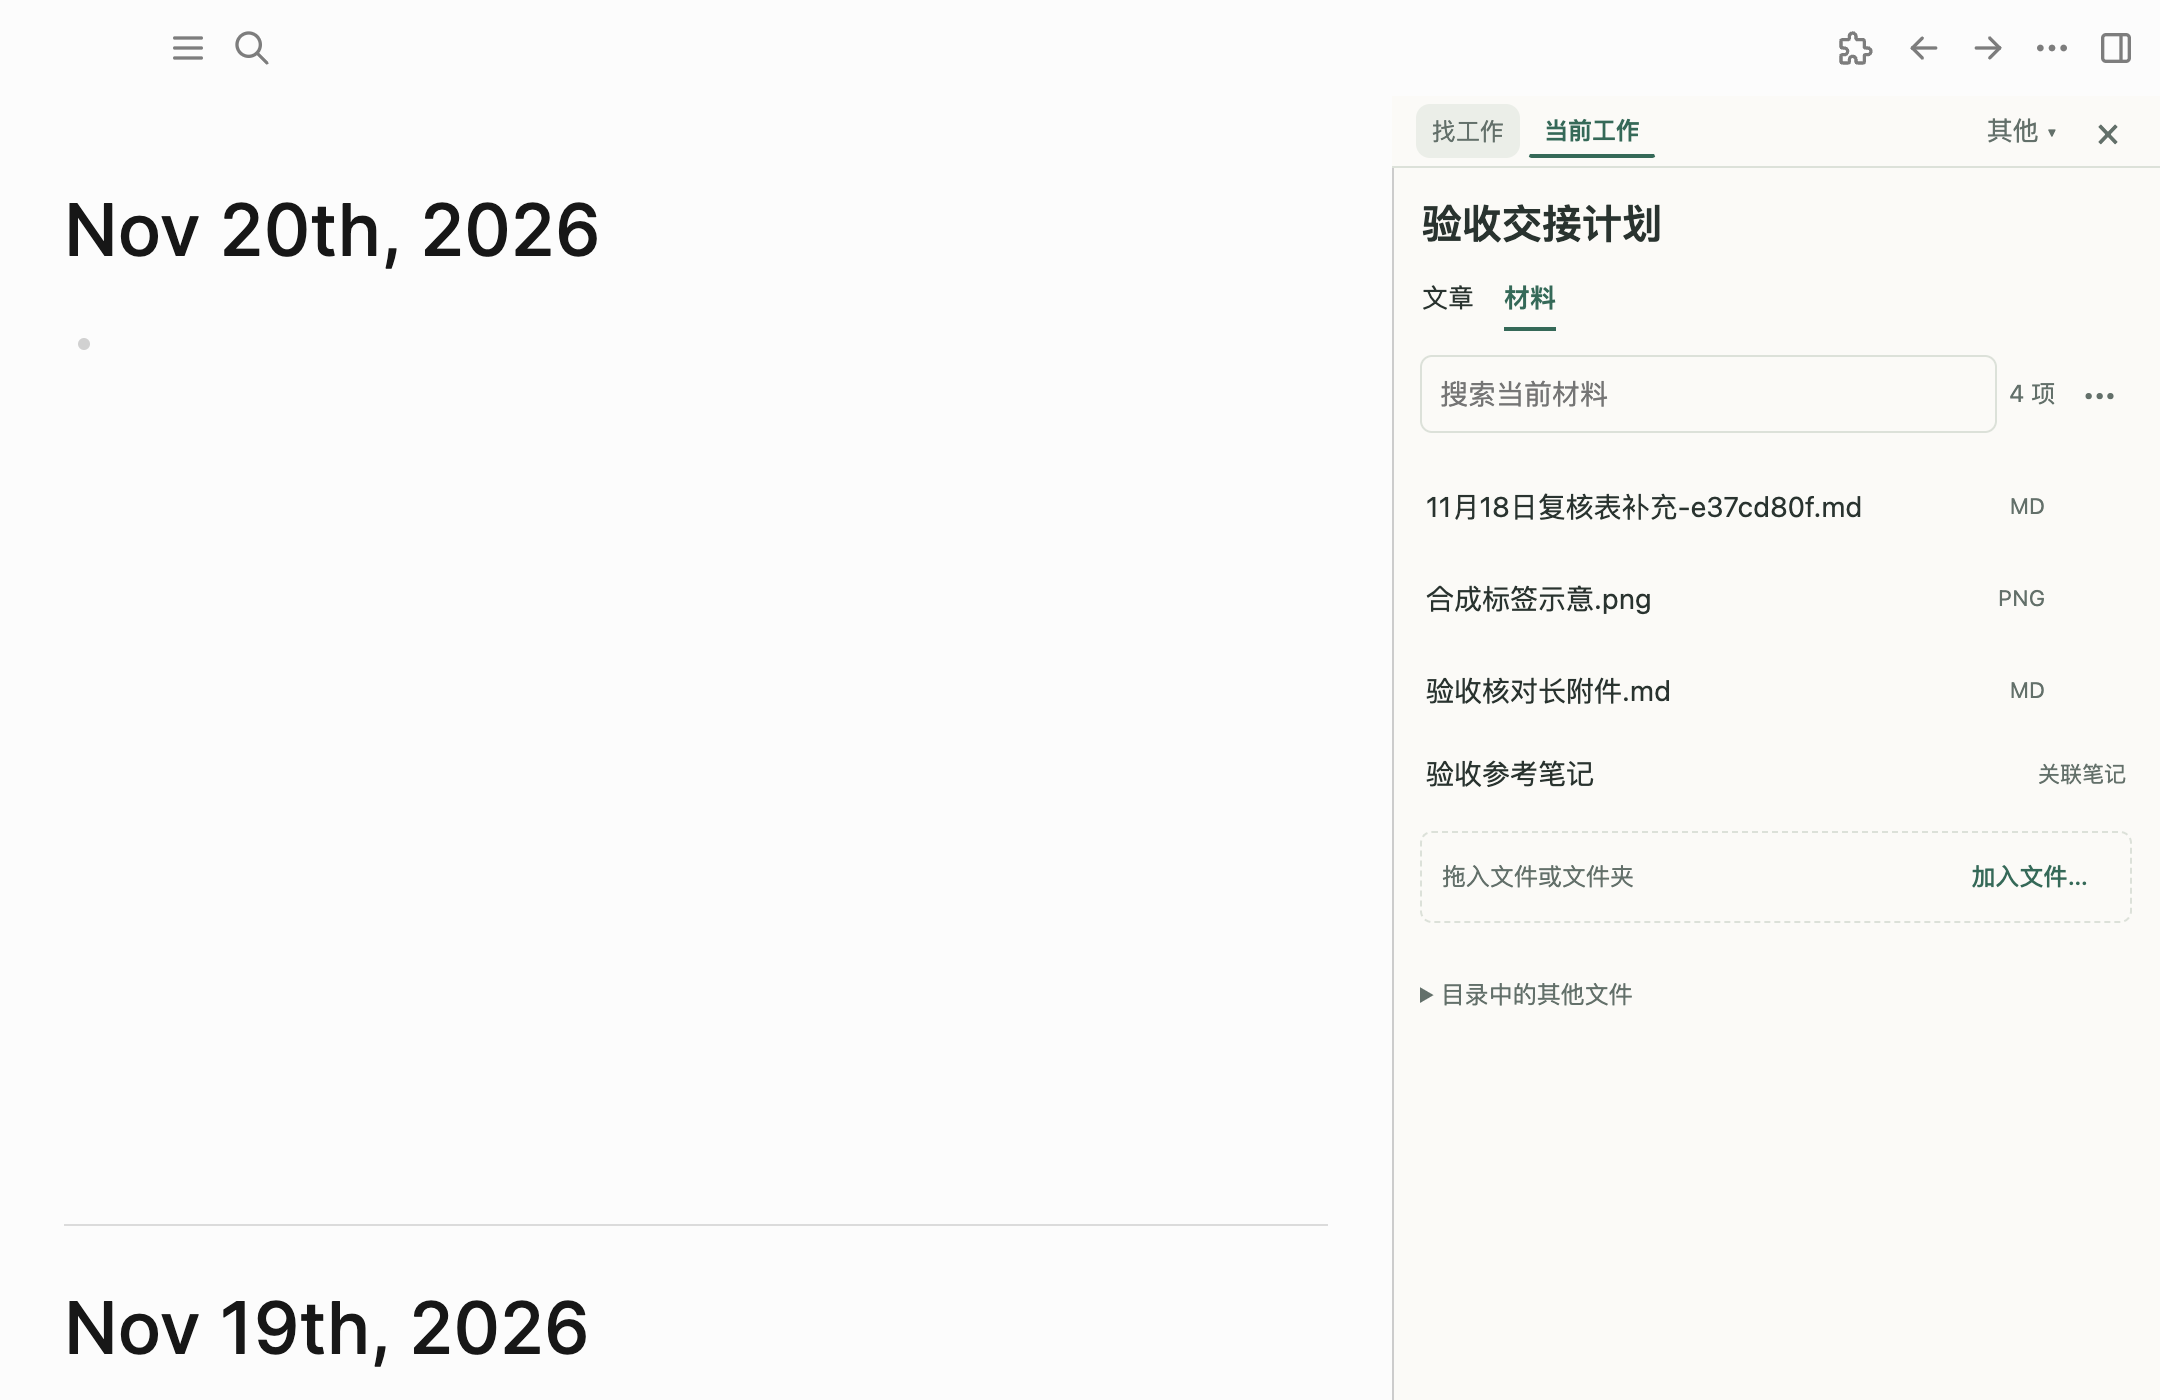 Nov 20th, 2026
Nov 19th, 2026
找工作 当前工作 其他
验收交接计划
文章 材料
搜索当前材料 4 项
11月18日复核表补充-e37cd80f.md MD
合成标签示意.png PNG
验收核对长附件.md MD
验收参考笔记 关联笔记
拖入文件或文件夹 加入文件...
目录中的其他文件